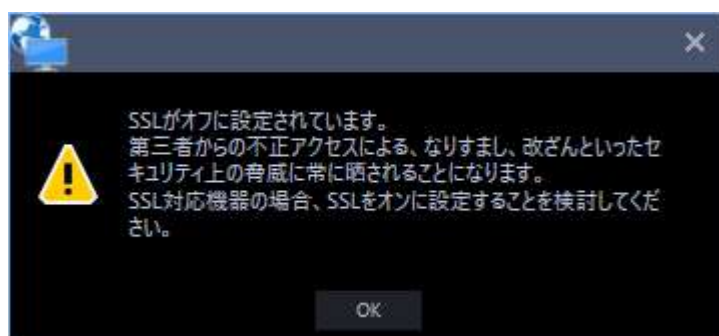 SSLがオフに設定されています。
第三者からの不正アクセスによる、なりすまし、改ざんといったセ
キュリティ上の脅威に常に晒されることになります。
SSL対応機器の場合、SSLをオンに設定することを検討してくだ
さい。
OK